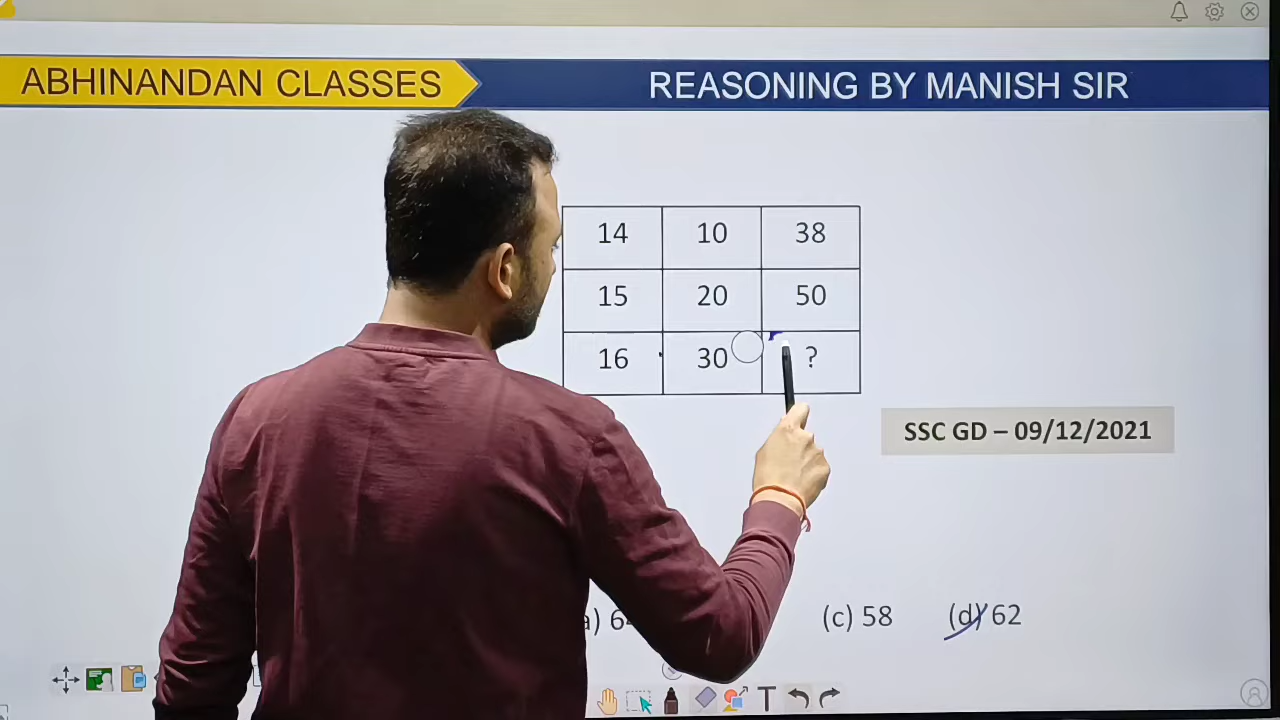 ABHINANDAN CLASSES
REASONING BY MANISH SIR
14 10 38
15 20 50
16 30 ?
SSC GD – 09/12/2021
(c) 58 (d) 62
T